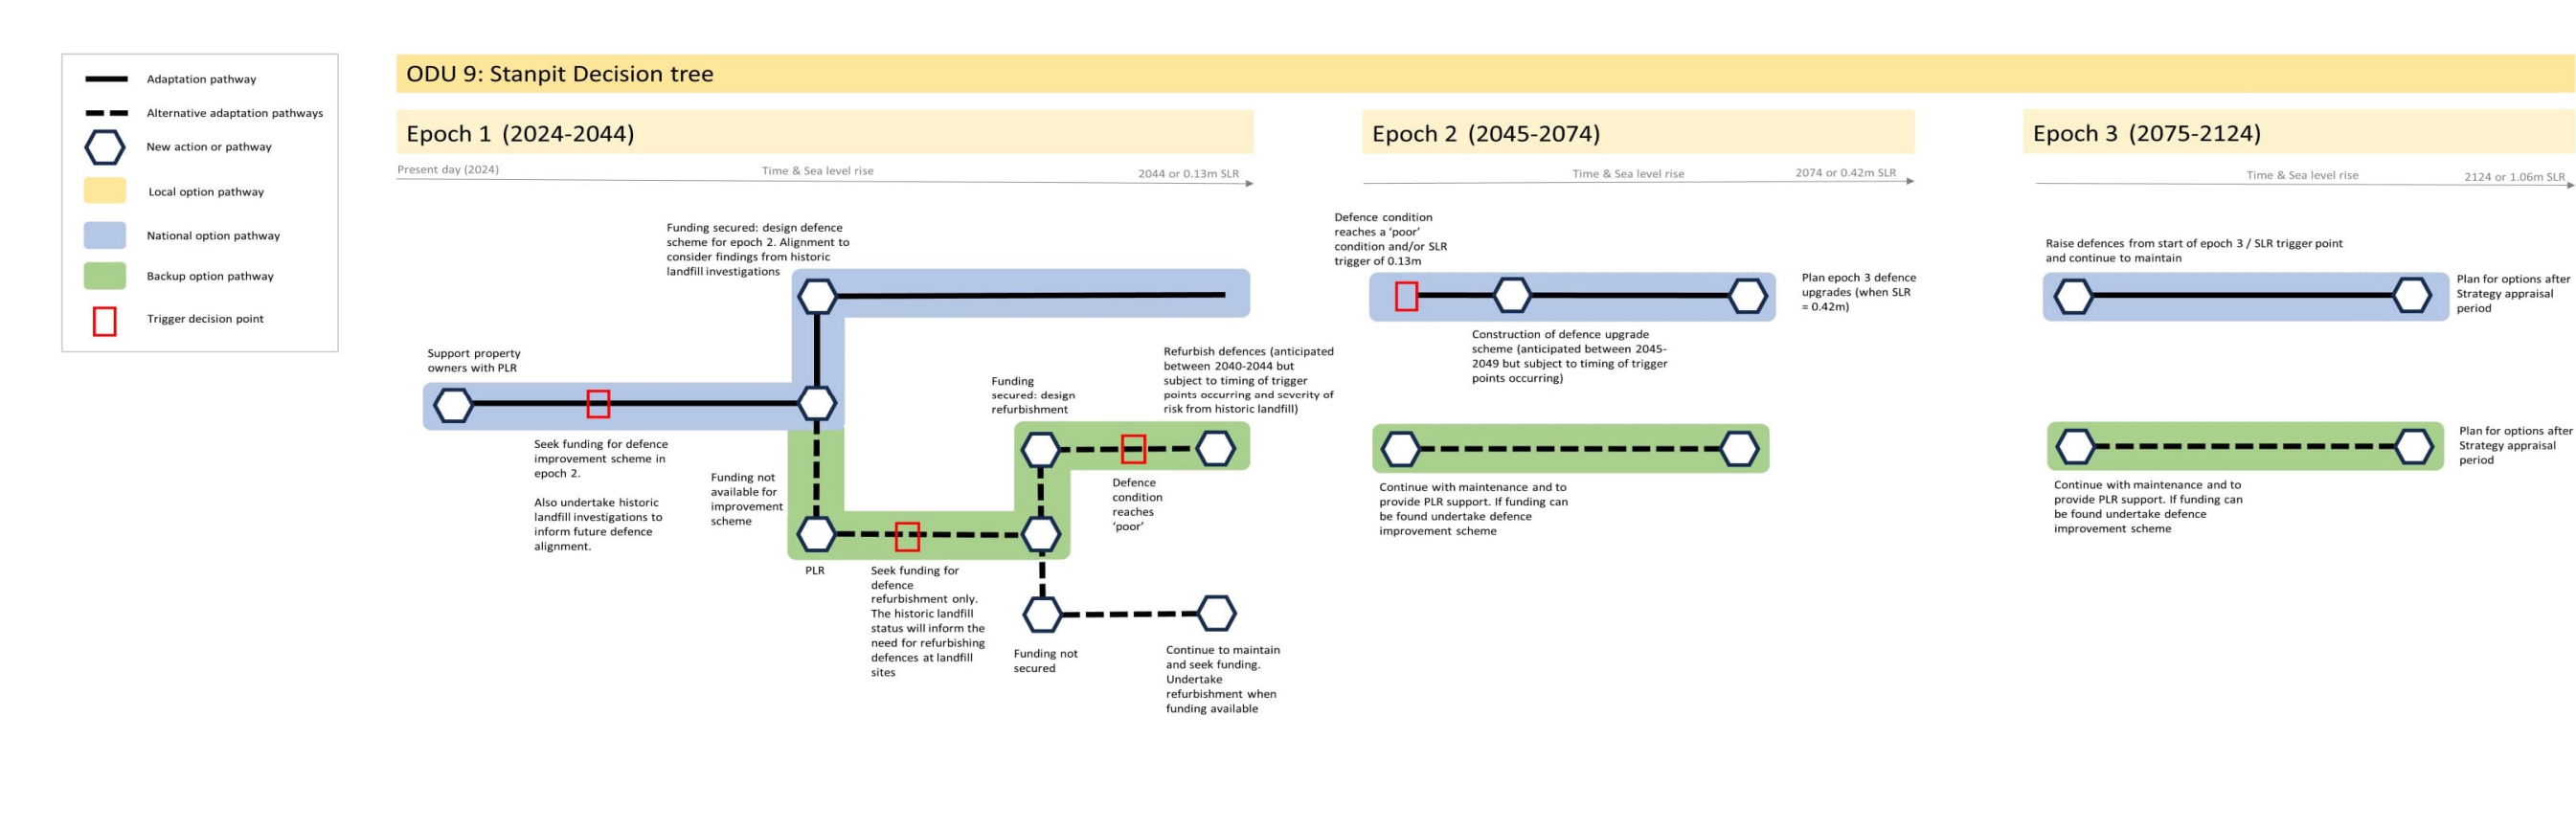 Adaptation pathway
Alternative adaptation pathways
New action or pathway
Local option pathway
National option pathway
Backup option pathway
Trigger decision point
ODU 9: Stanpit Decision tree
Epoch 1 (2024-2044)
Present day (2024)
Time & Sea level rise
2044 or 0.13m SLR
Funding secured: design defence
scheme for epoch 2. Alignment to
consider findings from historic
landfill investigations
Support property
owners with PLR
Seek funding for defence
improvement scheme in
epoch 2.
Also undertake historic
landfill investigations to
inform future defence
alignment.
Funding not
available for
improvement
scheme
PLR
Seek funding for
defence
refurbishment only.
The historic landfill
status will inform the
need for refurbishing
defences at landfill
sites
Funding
secured: design
refurbishment
Refurbish defences (anticipated
between 2040-2044 but
subject to timing of trigger
points occurring and severity of
risk from historic landfill)
Defence
condition
reaches
‘poor’
Funding not
secured
Continue to maintain
and seek funding.
Undertake
refurbishment when
funding available
Epoch 2 (2045-2074)
Time & Sea level rise
2074 or 0.42m SLR
Defence condition
reaches a ‘poor’
condition and/or SLR
trigger of 0.13m
Construction of defence upgrade
scheme (anticipated between 2045-
2049 but subject to timing of trigger
points occurring)
Plan epoch 3 defence
upgrades (when SLR
= 0.42m)
Continue with maintenance and to
provide PLR support. If funding can
be found undertake defence
improvement scheme
Epoch 3 (2075-2124)
Time & Sea level rise
2124 or 1.06m SLR
Raise defences from start of epoch 3 / SLR trigger point
and continue to maintain
Plan for options after
Strategy appraisal
period
Plan for options after
Strategy appraisal
period
Continue with maintenance and to
provide PLR support. If funding can
be found undertake defence
improvement scheme